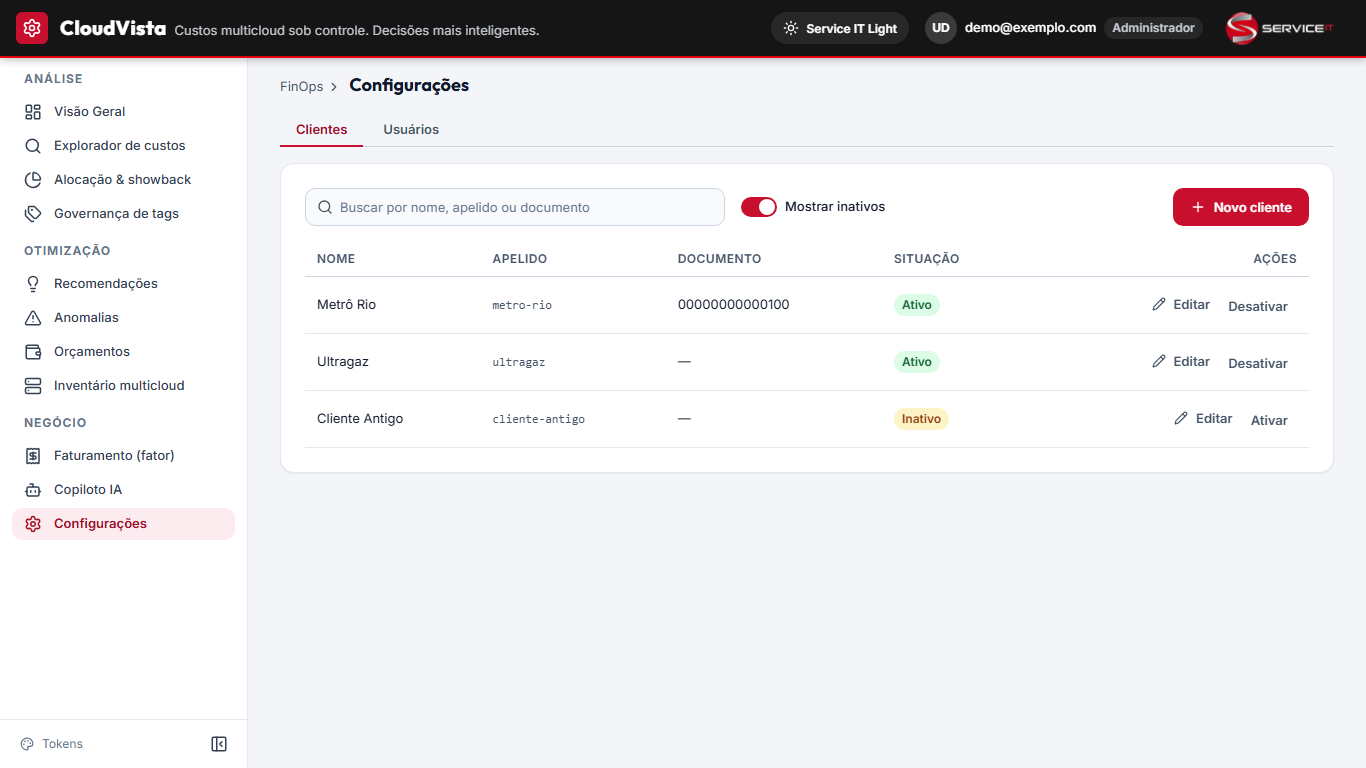 CloudVista Custos multicloud sob controle. Decisões mais inteligentes. Service IT Light UD demo@exemplo.com Administrador SERVICE IT
ANÁLISE
Visão Geral
Explorador de custos
Alocação & showback
Governança de tags
OTIMIZAÇÃO
Recomendações
Anomalias
Orçamentos
Inventário multicloud
NEGÓCIO
Faturamento (fator)
Copiloto IA
Configurações
Tokens
FinOps > Configurações
Clientes Usuários
Buscar por nome, apelido ou documento Mostrar inativos + Novo cliente
NOME APELIDO DOCUMENTO SITUAÇÃO AÇÕES
Metrô Rio metro-rio 00000000000100 Ativo Editar Desativar
Ultragaz ultragaz — Ativo Editar Desativar
Cliente Antigo cliente-antigo — Inativo Editar Ativar